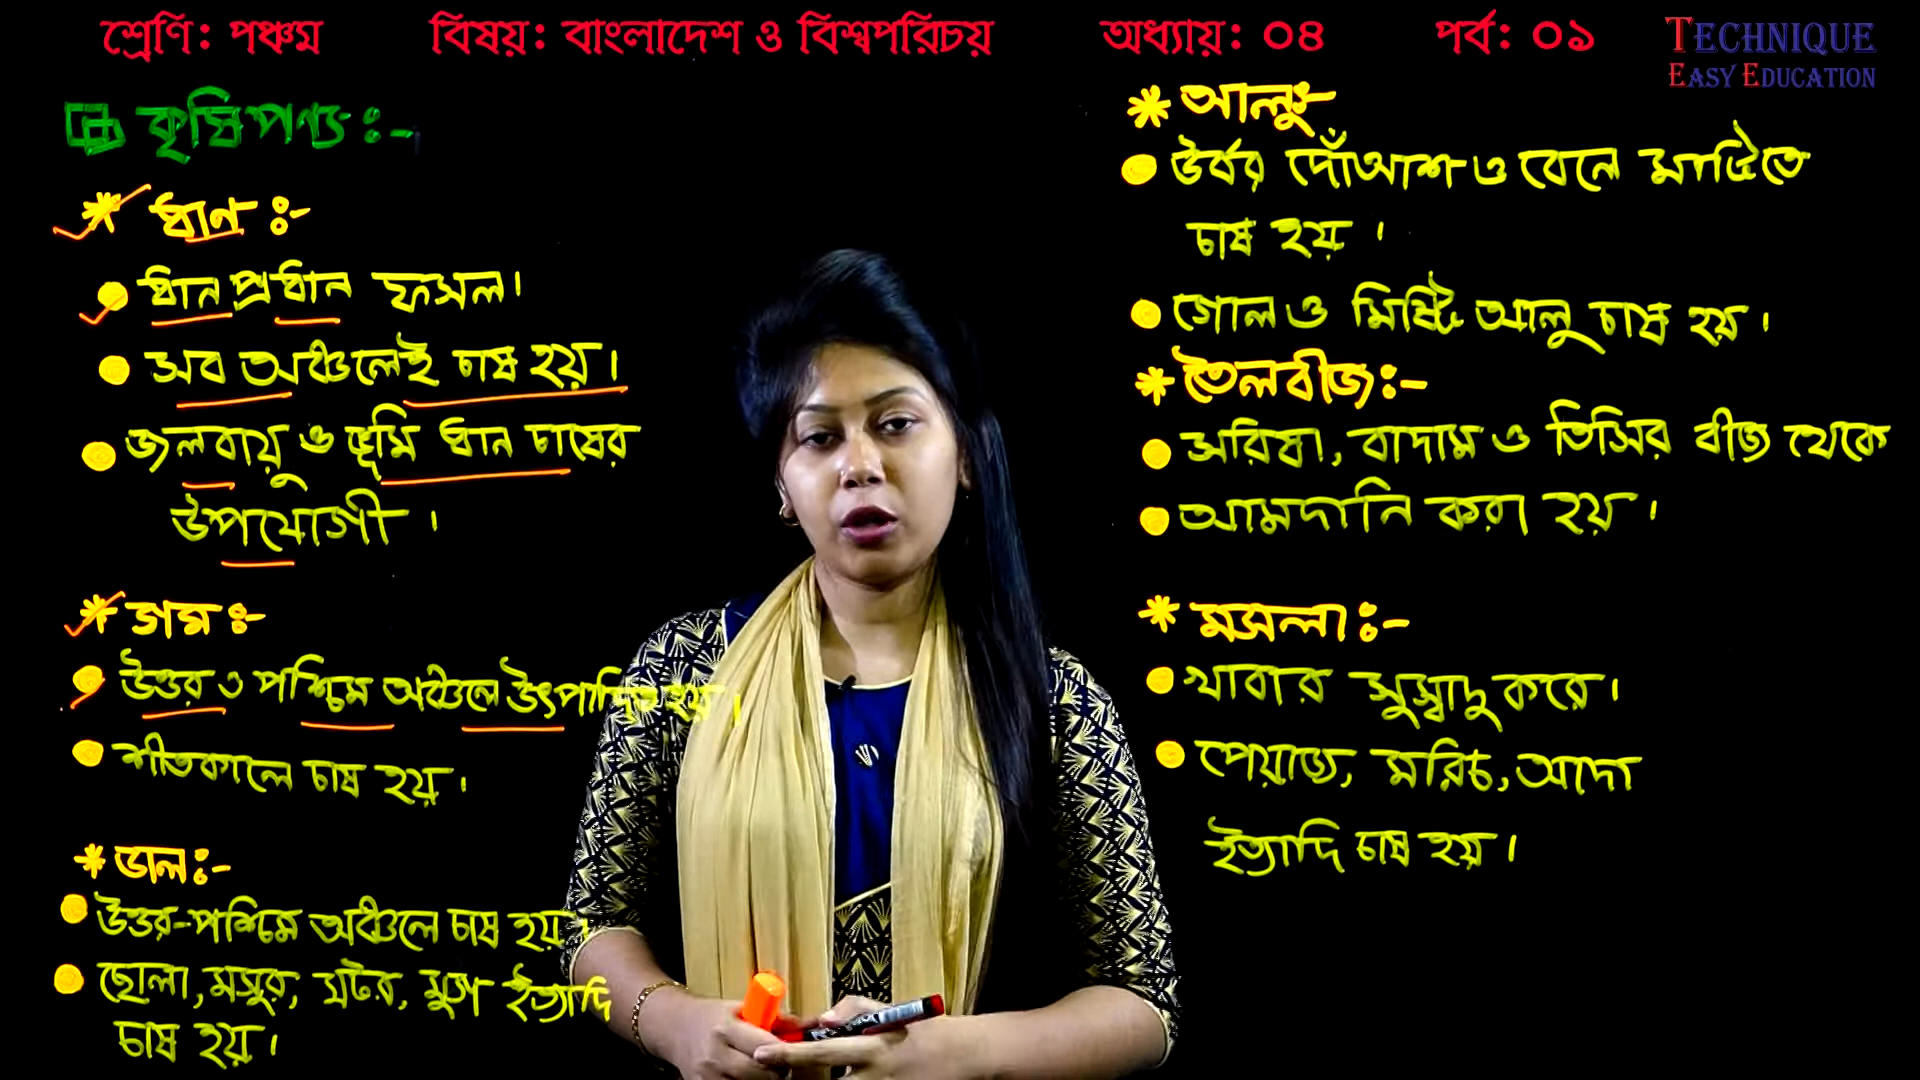 শ্রেণি: পঞ্চম বিষয়: বাংলাদেশ ও বিশ্বপরিচয় অধ্যায়: ০৪ পর্ব: ০১
TECHNIQUE
EASY EDUCATION
কৃষিপণ্য:-
* ধান:-
ধান প্রধান ফসল।
সব অঞ্চলেই চাষ হয়।
জলবায়ু ও ভূমি ধান চাষের
উপযোগী।
* গম:-
উত্তর ও পশ্চিম অঞ্চলে উৎপাদিত হয়।
শীতকালে চাষ হয়।
* ডাল:-
উত্তর-পশ্চিম অঞ্চলে চাষ হয়
ছোলা, মসুর, মটর, মুগ ইত্যাদি
চাষ হয়।
* আলু:-
উর্বর দোঁআশ ও বেলে মাটিতে
চাষ হয়।
গোল ও মিষ্টি আলু চাষ হয়।
* তৈলবীজ:-
সরিষা, বাদাম ও তিসির বীজ থেকে
আমদানি করা হয়।
* মসলা:-
খাবার সুস্বাদু করে।
পেয়াজ, মরিচ, আদা
ইত্যাদি চাষ হয়।